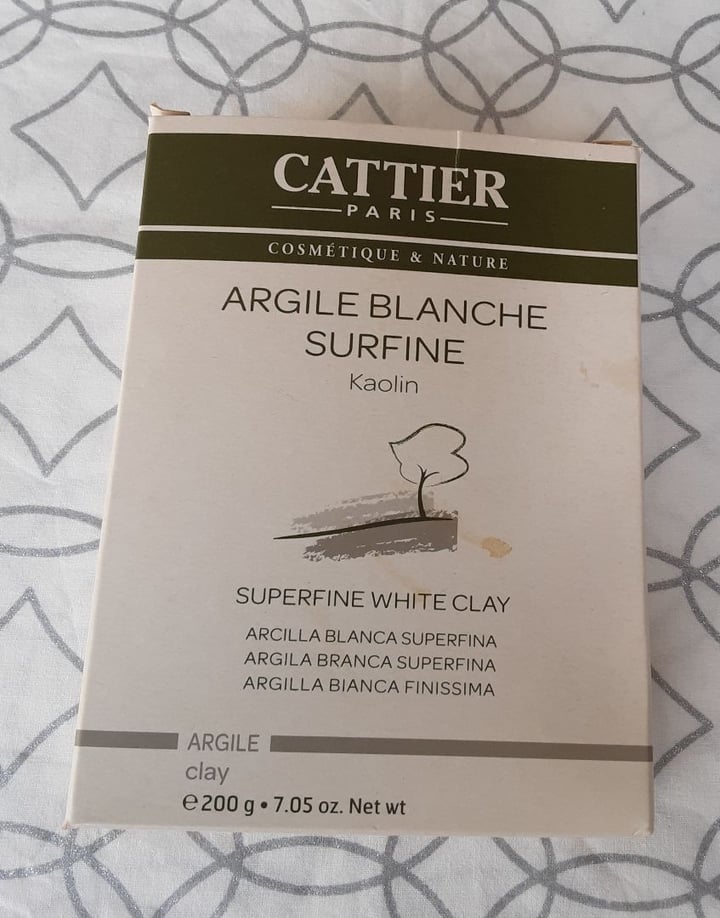 CATTIER
PARIS
COSMÉTIQUE & NATURE
ARGILE BLANCHE
SURFINE
Kaolin
SUPERFINE WHITE CLAY
ARCILLA BLANCA SUPERFINA
ARGILA BRANCA SUPERFINA
ARGILLA BIANCA FINISSIMA
ARGILE
clay
℮ 200 g • 7.05 oz. Net wt